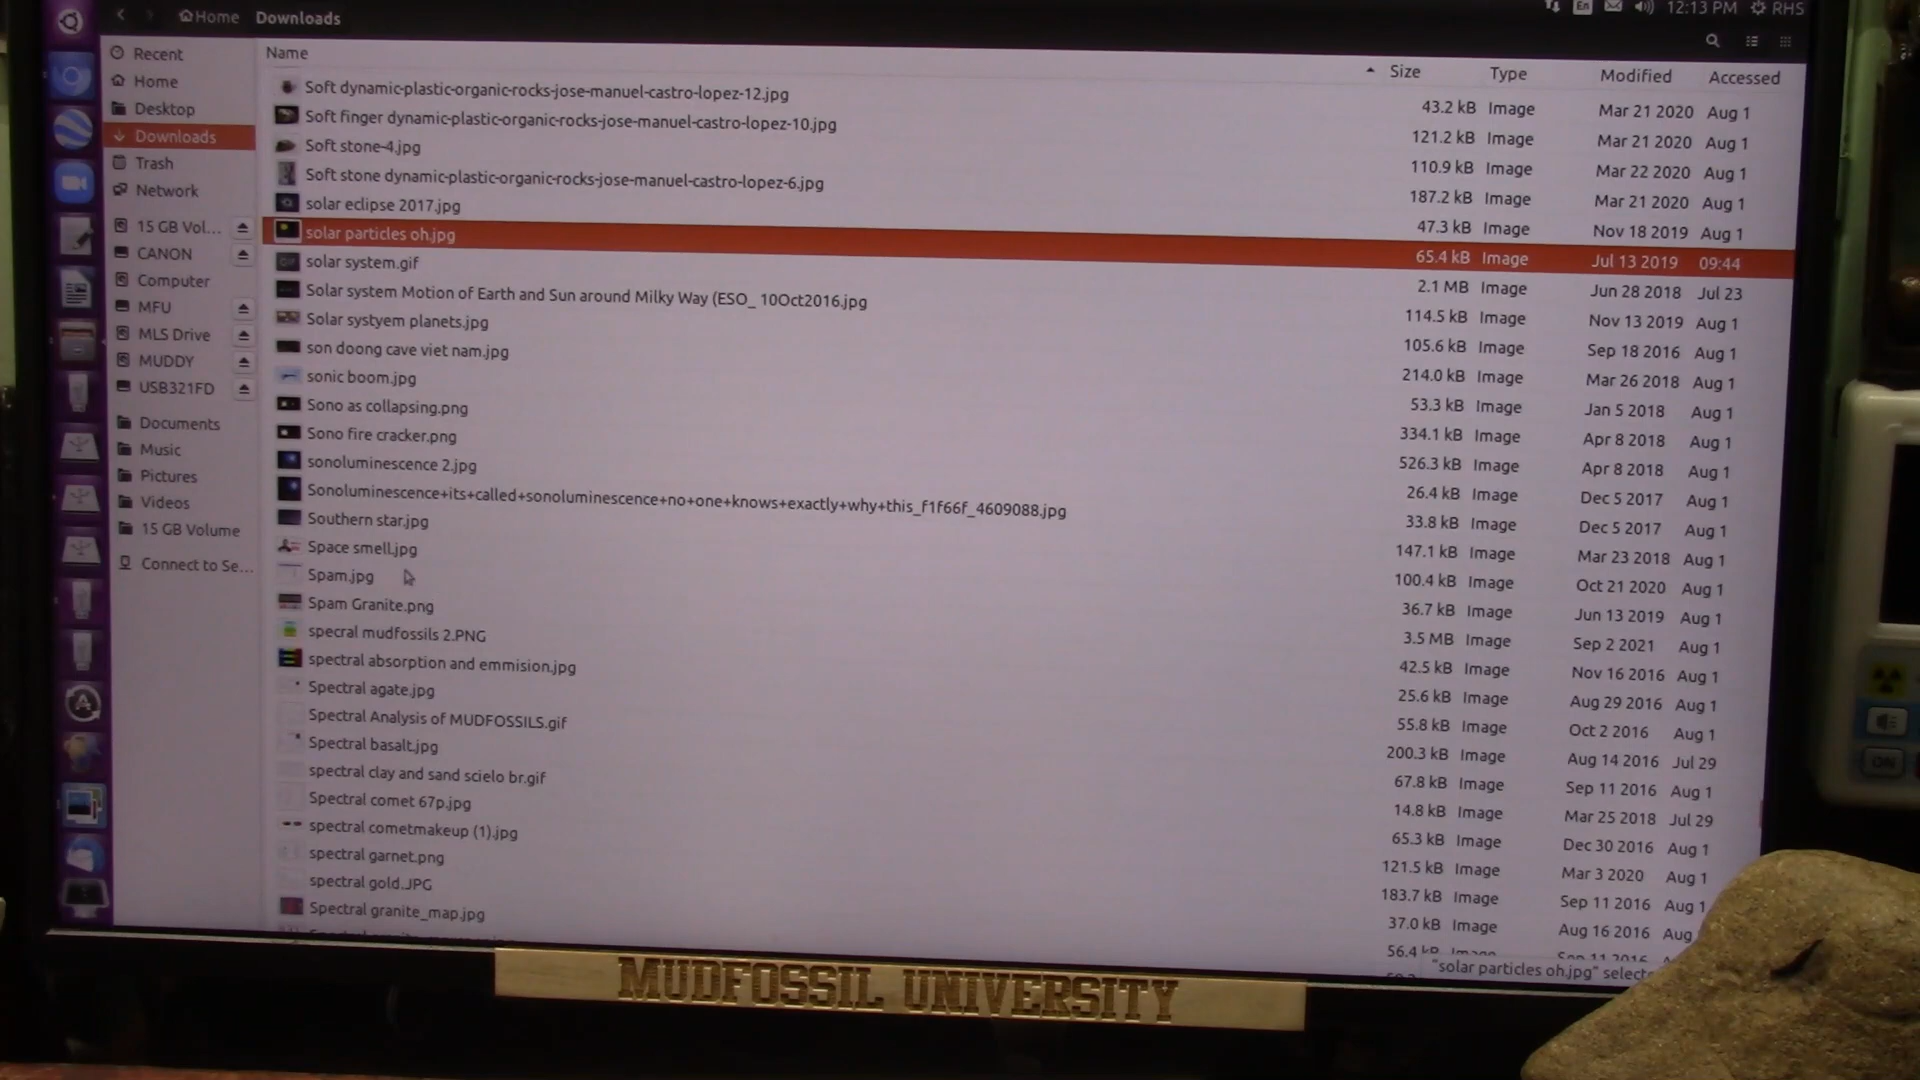 Home Downloads
En 12:13 PM RHS
Recent
Home
Desktop
Downloads
Trash
Network
15 GB Vol...
CANON
Computer
MFU
MLS Drive
MUDDY
USB321FD
Documents
Music
Pictures
Videos
15 GB Volume
Connect to Se...
Name Size Type Modified Accessed
Soft dynamic-plastic-organic-rocks-jose-manuel-castro-lopez-12.jpg 43.2 kB Image Mar 21 2020 Aug 1
Soft finger dynamic-plastic-organic-rocks-jose-manuel-castro-lopez-10.jpg 121.2 kB Image Mar 21 2020 Aug 1
Soft stone-4.jpg 110.9 kB Image Mar 22 2020 Aug 1
Soft stone dynamic-plastic-organic-rocks-jose-manuel-castro-lopez-6.jpg 187.2 kB Image Mar 21 2020 Aug 1
solar eclipse 2017.jpg 47.3 kB Image Nov 18 2019 Aug 1
solar particles oh.jpg 65.4 kB Image Jul 13 2019 09:44
solar system.gif 2.1 MB Image Jun 28 2018 Jul 23
Solar system Motion of Earth and Sun around Milky Way (ESO_ 10Oct2016.jpg 114.5 kB Image Nov 13 2019 Aug 1
Solar systyem planets.jpg 105.6 kB Image Sep 18 2016 Aug 1
son doong cave viet nam.jpg 214.0 kB Image Mar 26 2018 Aug 1
sonic boom.jpg 53.3 kB Image Jan 5 2018 Aug 1
Sono as collapsing.png 334.1 kB Image Apr 8 2018 Aug 1
Sono fire cracker.png 526.3 kB Image Apr 8 2018 Aug 1
sonoluminescence 2.jpg 26.4 kB Image Dec 5 2017 Aug 1
Sonoluminescence+its+called+sonoluminescence+no+one+knows+exactly+why+this_f1f66f_4609088.jpg 33.8 kB Image Dec 5 2017 Aug 1
Southern star.jpg 147.1 kB Image Mar 23 2018 Aug 1
Space smell.jpg 100.4 kB Image Oct 21 2020 Aug 1
Spam.jpg 36.7 kB Image Jun 13 2019 Aug 1
Spam Granite.png 3.5 MB Image Sep 2 2021 Aug 1
specral mudfossils 2.PNG 42.5 kB Image Nov 16 2016 Aug 1
spectral absorption and emmision.jpg 25.6 kB Image Aug 29 2016 Aug 1
Spectral agate.jpg 55.8 kB Image Oct 2 2016 Aug 1
Spectral Analysis of MUDFOSSILS.gif 200.3 kB Image Aug 14 2016 Jul 29
Spectral basalt.jpg 67.8 kB Image Sep 11 2016 Aug 1
spectral clay and sand scielo br.gif 14.8 kB Image Mar 25 2018 Jul 29
Spectral comet 67p.jpg 65.3 kB Image Dec 30 2016 Aug 1
spectral cometmakeup (1).jpg 121.5 kB Image Mar 3 2020 Aug 1
spectral garnet.png 183.7 kB Image Sep 11 2016 Aug 1
spectral gold.JPG 37.0 kB Image Aug 16 2016 Aug
Spectral granite_map.jpg 56.4
"solar particles oh.jpg" selecte
MUDFOSSIL UNIVERSITY
ON